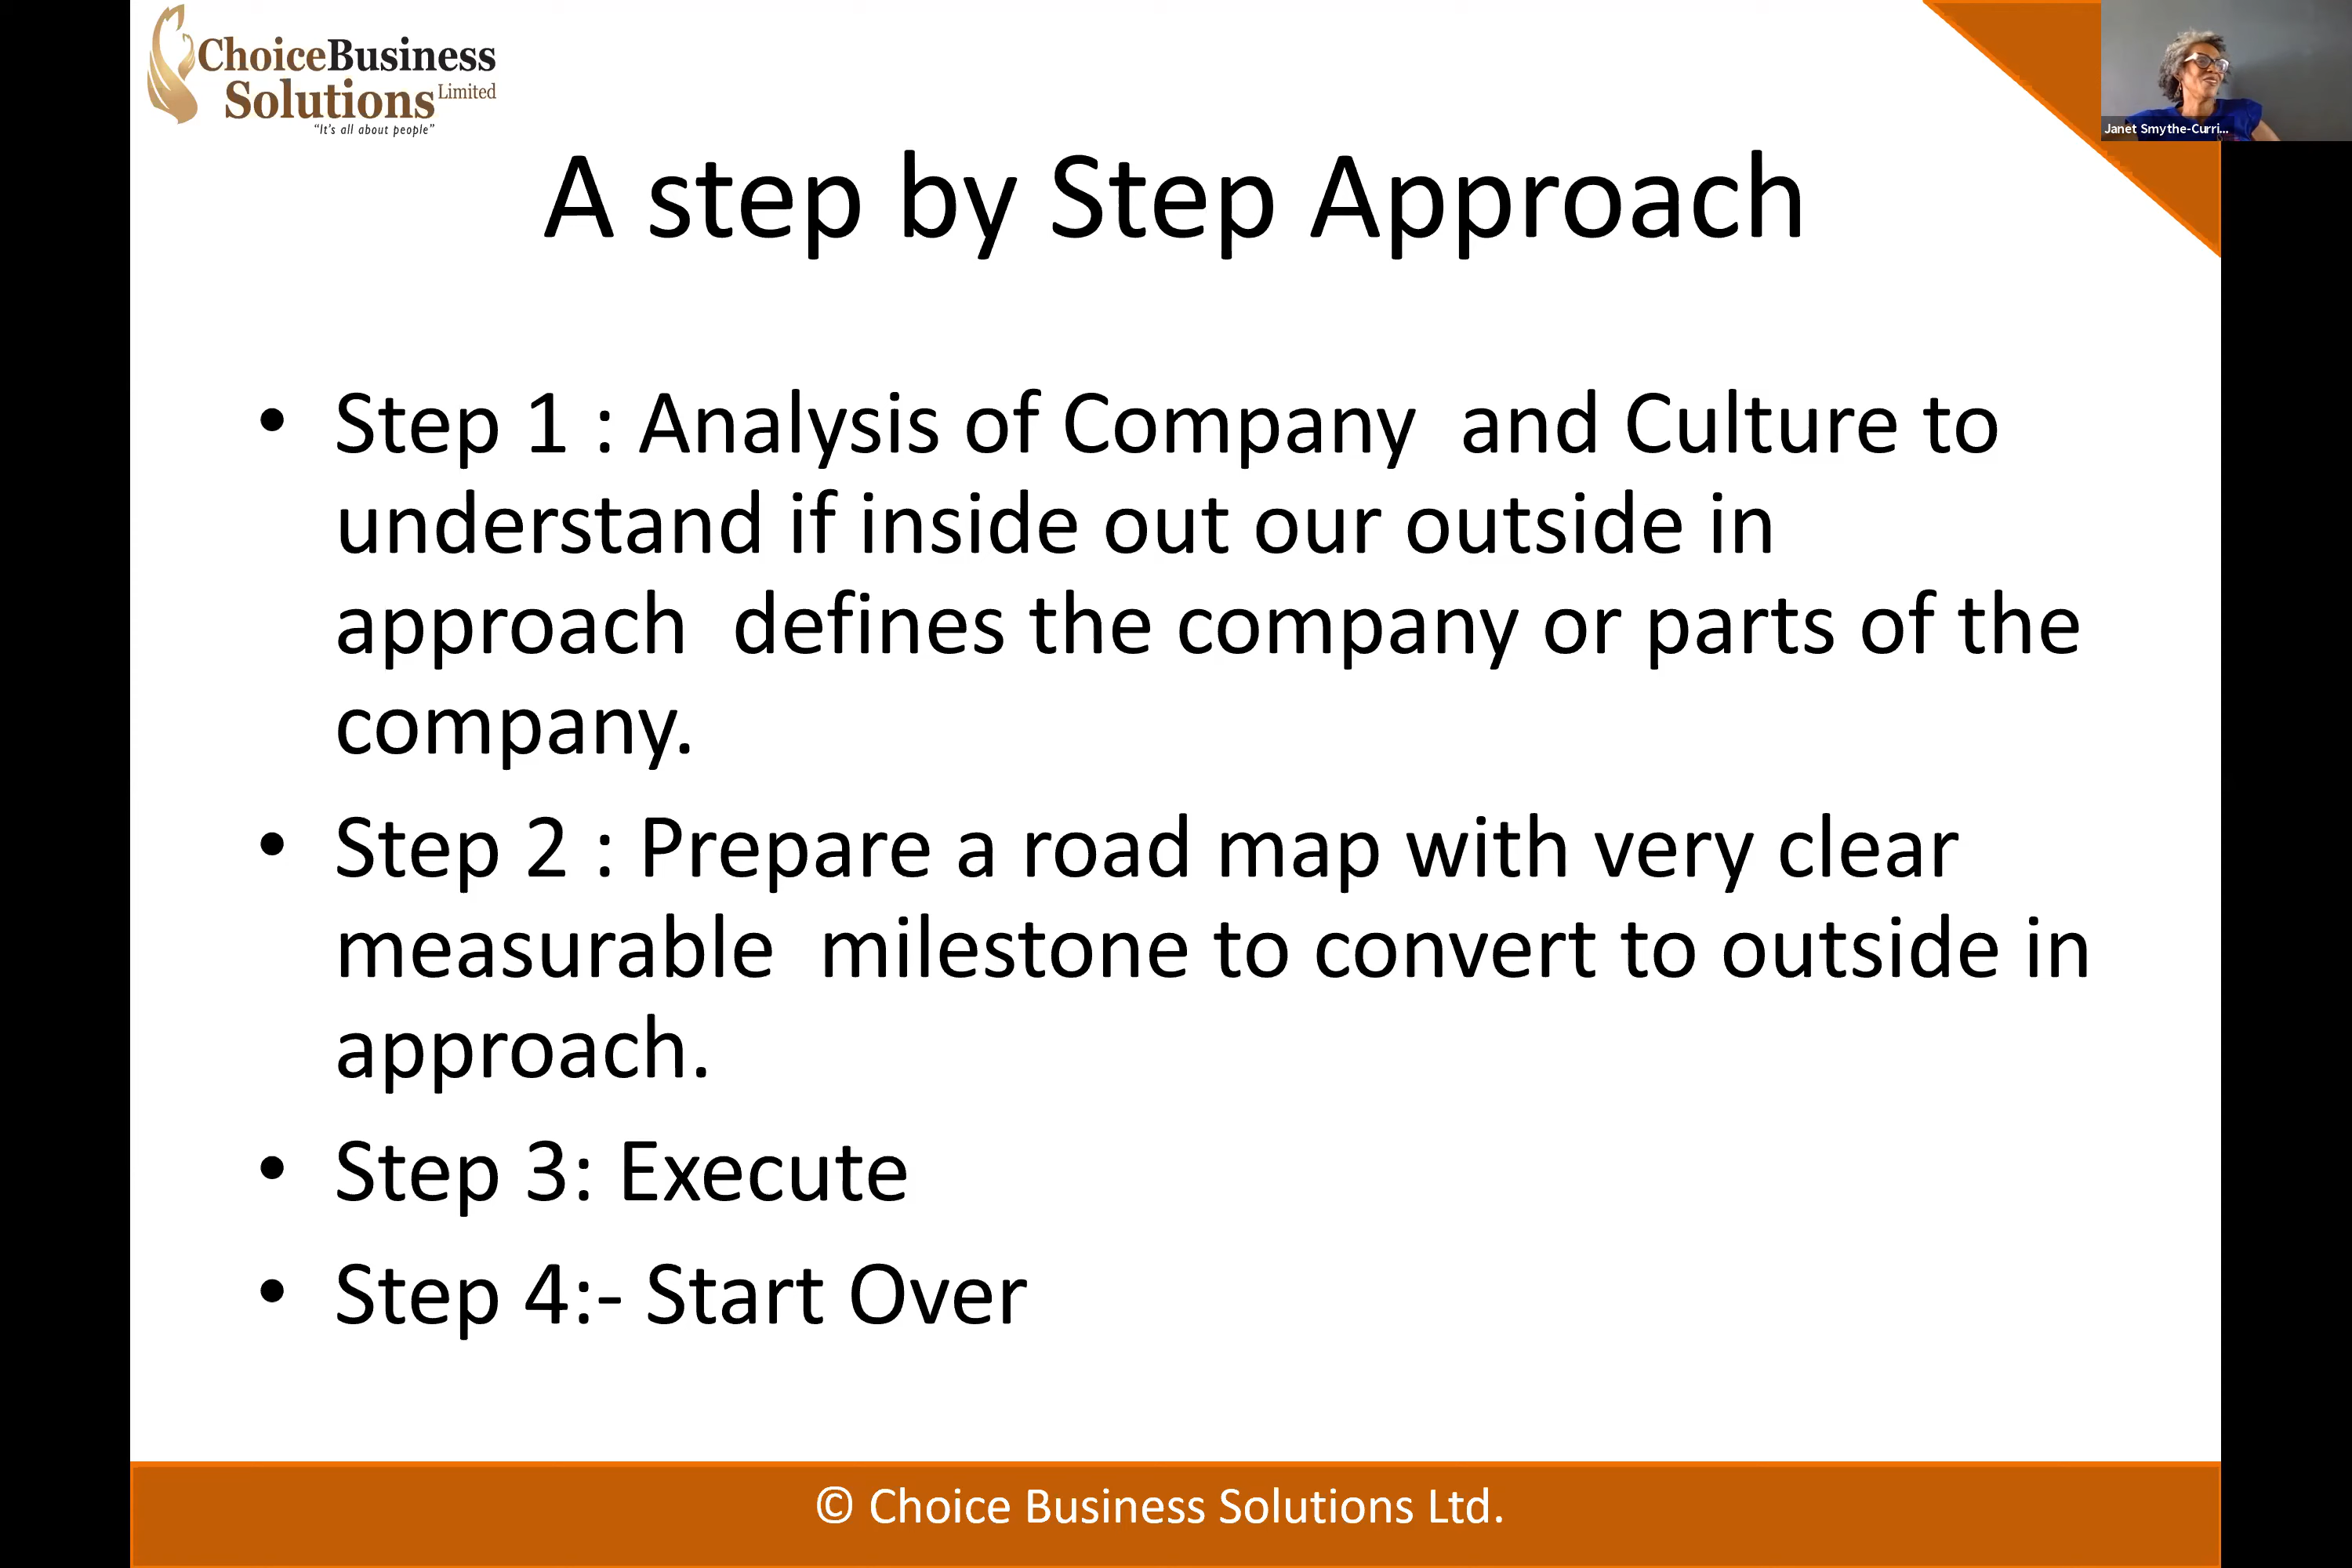 ChoiceBusiness
Solutions Limited
"It's all about people"
Janet Smythe-Curri...
A step by Step Approach
• Step 1 : Analysis of Company  and Culture to
understand if inside out our outside in
approach  defines the company or parts of the
company.
• Step 2 : Prepare a road map with very clear
measurable  milestone to convert to outside in
approach.
• Step 3: Execute
• Step 4:- Start Over
© Choice Business Solutions Ltd.